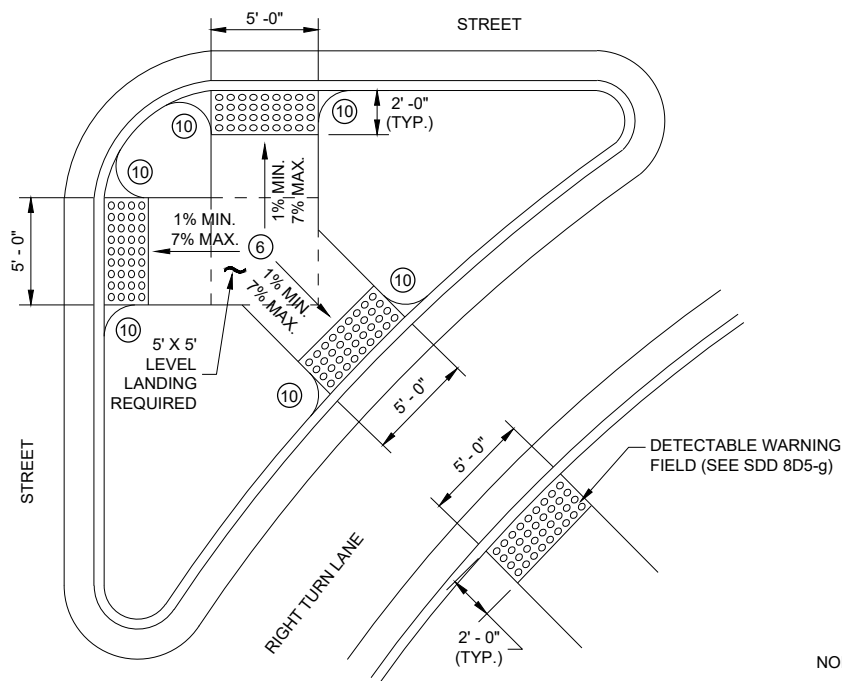 5' -0"
STREET
2' -0"
(TYP.)
10
10
10
1% MIN.
7% MAX.
5' - 0"
1% MIN.
7% MAX.
6
1% MIN.
7% MAX.
10
10
5' X 5'
LEVEL
LANDING
REQUIRED
10
5' - 0"
STREET
5' - 0"
DETECTABLE WARNING
FIELD (SEE SDD 8D5-g)
RIGHT TURN LANE
2' - 0"
(TYP.)
NO